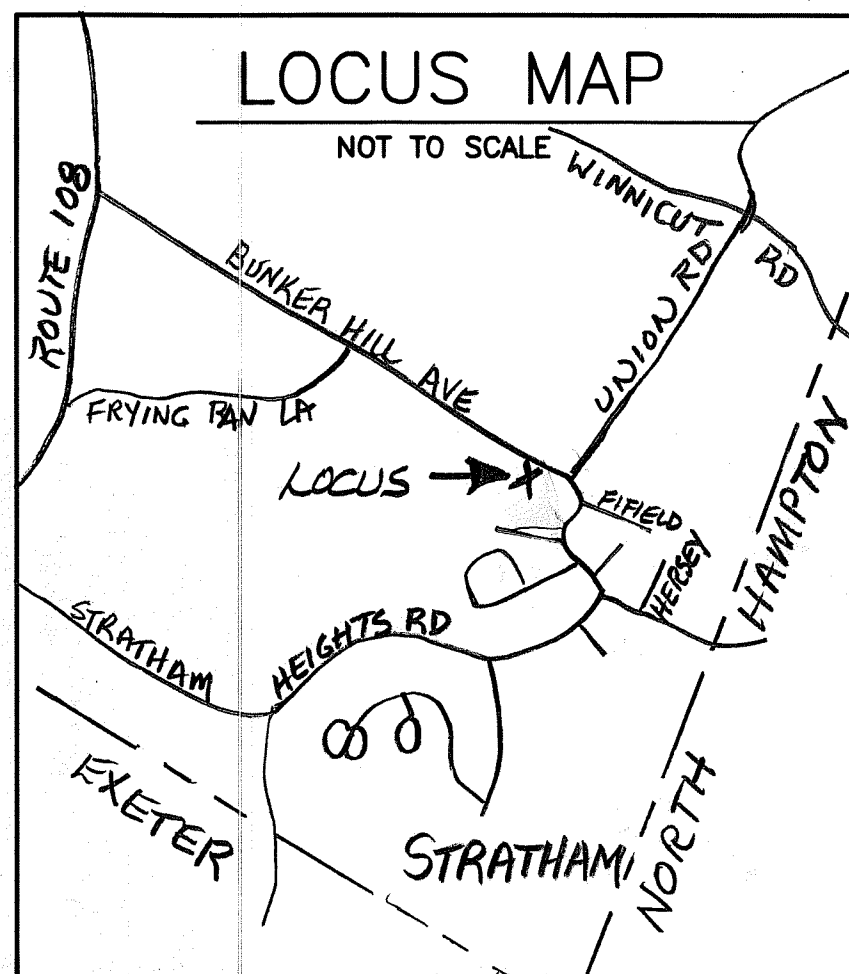 LOCUS MAP
NOT TO SCALE
WINNICUT RD
ROUTE 108
UNION RD
BUNKER HILL AVE
FRYING PAN LA
LOCUS
FIFIELD
HERSEY
NORTH HAMPTON
STRATHAM HEIGHTS RD
EXETER
STRATHAM